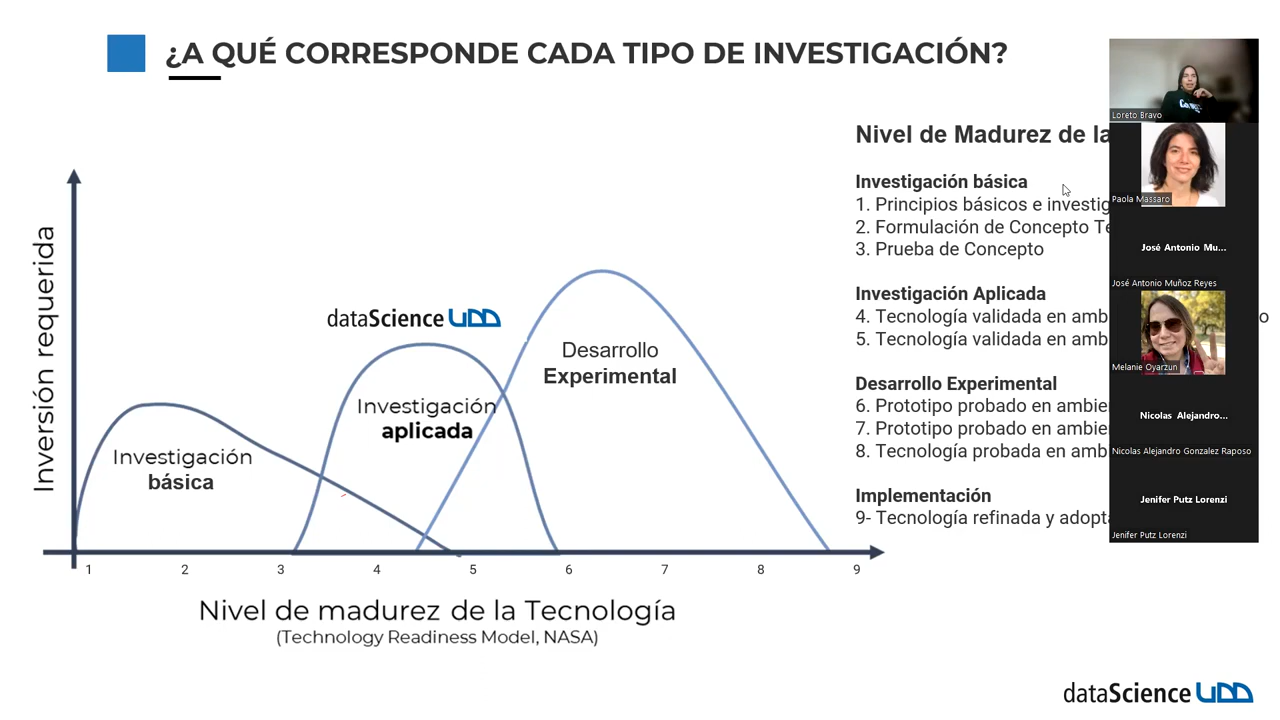 ¿A QUÉ CORRESPONDE CADA TIPO DE INVESTIGACIÓN?
Inversión requerida
dataScience UDD
Investigación
básica
Investigación
aplicada
Desarrollo
Experimental
1 2 3 4 5 6 7 8 9
Nivel de madurez de la Tecnología
(Technology Readiness Model, NASA)
Nivel de Madurez de la
Investigación básica
1. Principios básicos e investig
2. Formulación de Concepto Te
3. Prueba de Concepto
Investigación Aplicada
4. Tecnología validada en amb
5. Tecnología validada en amb
Desarrollo Experimental
6. Prototipo probado en ambie
7. Prototipo probado en ambie
8. Tecnología probada en amb
Implementación
9- Tecnología refinada y adopta
Loreto Bravo
Paola Massaro
José Antonio Mu...
José Antonio Muñoz Reyes
Melanie Oyarzun
Nicolas Alejandro...
Nicolas Alejandro Gonzalez Raposo
Jenifer Putz Lorenzi
Jenifer Putz Lorenzi
dataScience UDD